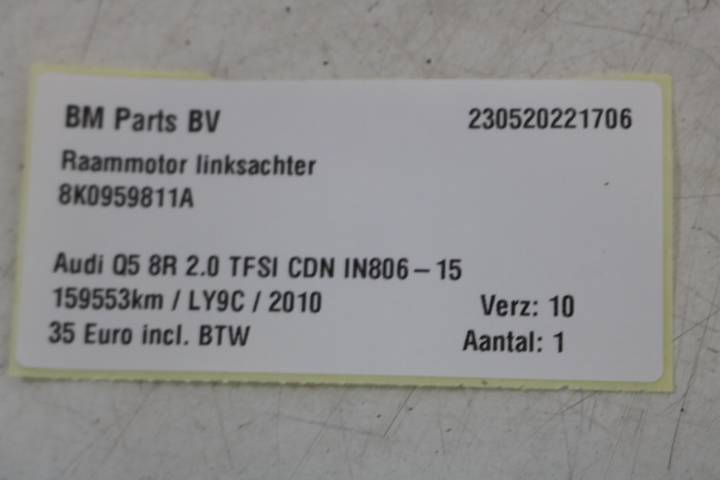 BM Parts BV 230520221706
Raammotor linksachter
8K0959811A
Audi Q5 8R 2.0 TFSI CDN IN806-15
159553km / LY9C / 2010 Verz: 10
35 Euro incl. BTW Aantal: 1